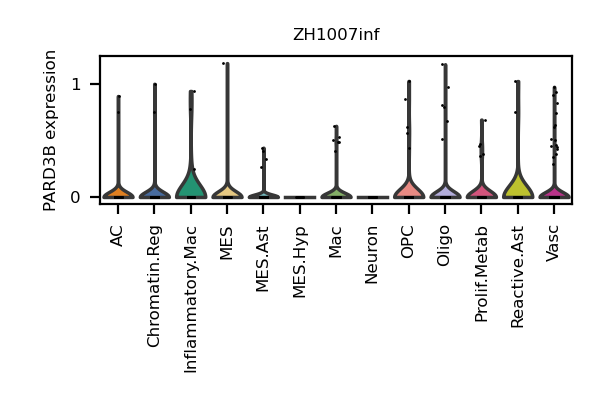 ZH1007inf
PARD3B expression
1
0
AC
Chromatin.Reg
Inflammatory.Mac
MES
MES.Ast
MES.Hyp
Mac
Neuron
OPC
Oligo
Prolif.Metab
Reactive.Ast
Vasc